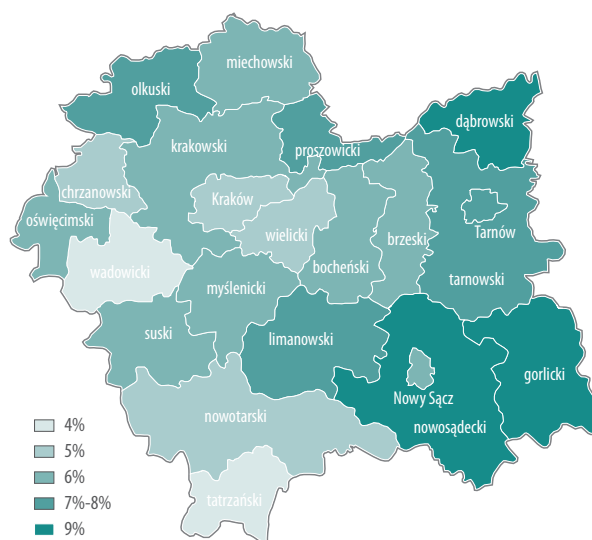 miechowski
olkuski
dąbrowski
krakowski
proszowicki
chrzanowski
Kraków
oświęcimski
wielicki
Tarnów
brzeski
wadowicki
bocheński
tarnowski
myślenicki
suski
limanowski
gorlicki
Nowy Sącz
nowotarski
nowosądecki
tatrzański
4%
5%
6%
7%-8%
9%